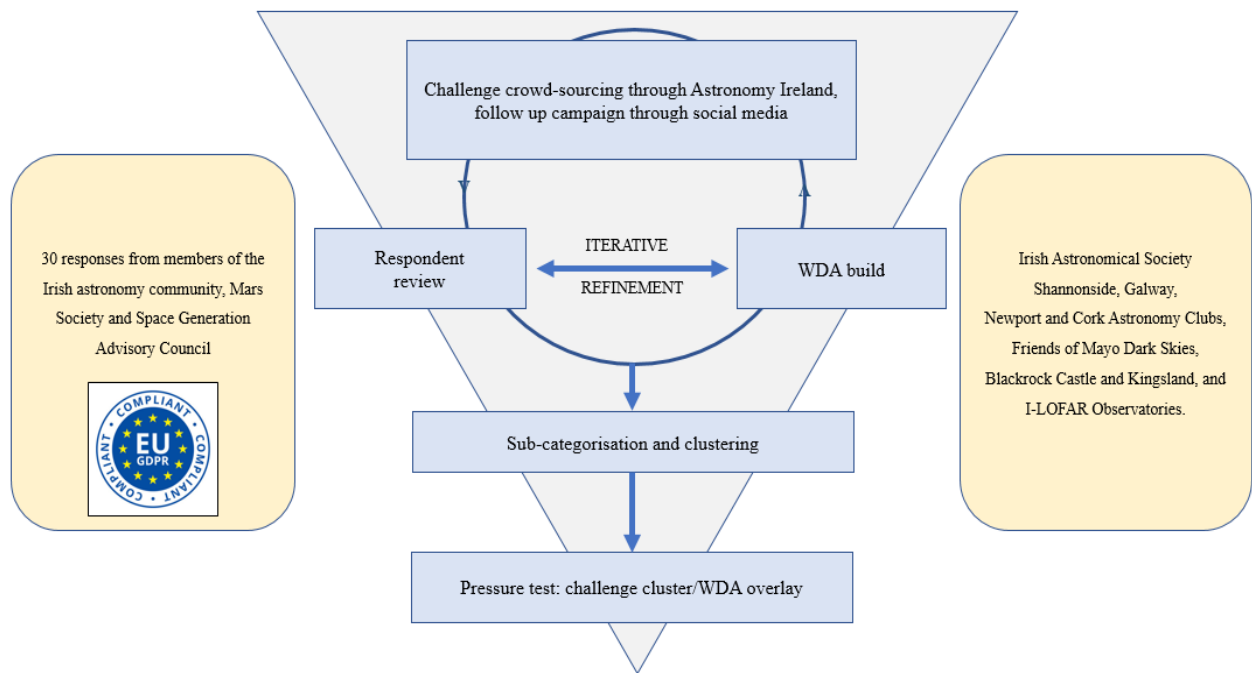 Challenge crowd-sourcing through Astronomy Ireland,
follow up campaign through social media
30 responses from members of the
Irish astronomy community, Mars
Society and Space Generation
Advisory Council
COMPLIANT · COMPLIANT · COMPLIANT ·
EU
GDPR
Respondent
review
ITERATIVE
REFINEMENT
WDA build
Irish Astronomical Society
Shannonside, Galway,
Newport and Cork Astronomy Clubs,
Friends of Mayo Dark Skies,
Blackrock Castle and Kingsland, and
I-LOFAR Observatories.
Sub-categorisation and clustering
Pressure test: challenge cluster/WDA overlay